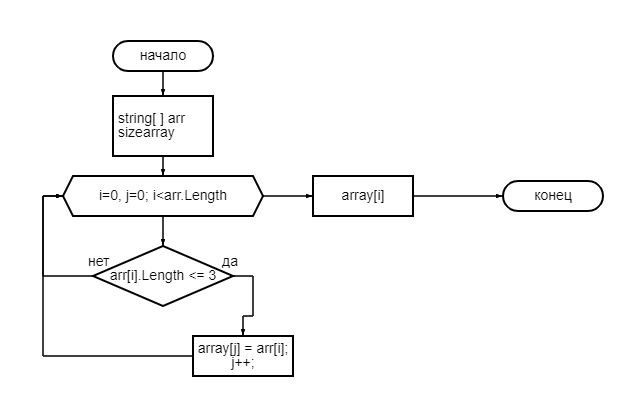 начало
string[ ] arr
sizearray
i=0, j=0; i<arr.Length
array[i]
конец
нет
да
arr[i].Length <= 3
array[j] = arr[i];
j++;